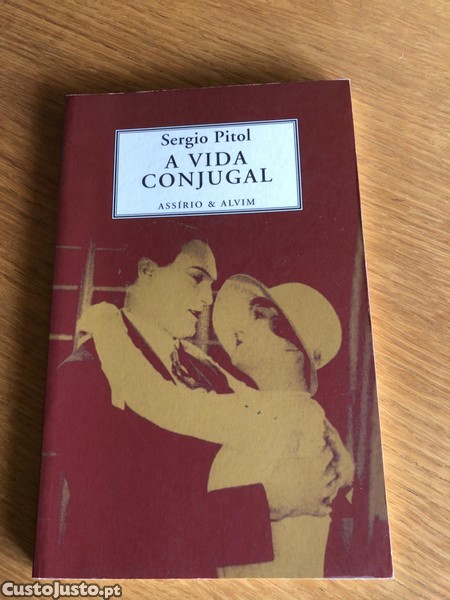 Sergio Pitol
A VIDA
CONJUGAL
ASSÍRIO & ALVIM
CustoJusto.pt